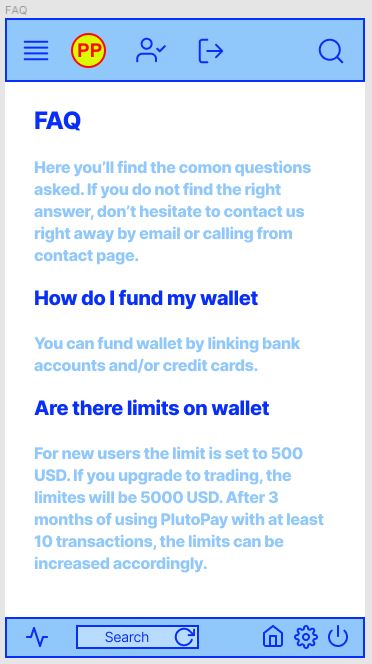 FAQ
PP
FAQ
Here you’ll find the comon questions
asked. If you do not find the right
answer, don’t hesitate to contact us
right away by email or calling from
contact page.
How do I fund my wallet
You can fund wallet by linking bank
accounts and/or credit cards.
Are there limits on wallet
For new users the limit is set to 500
USD. If you upgrade to trading, the
limites will be 5000 USD. After 3
months of using PlutoPay with at least
10 transactions, the limits can be
increased accordingly.
Search